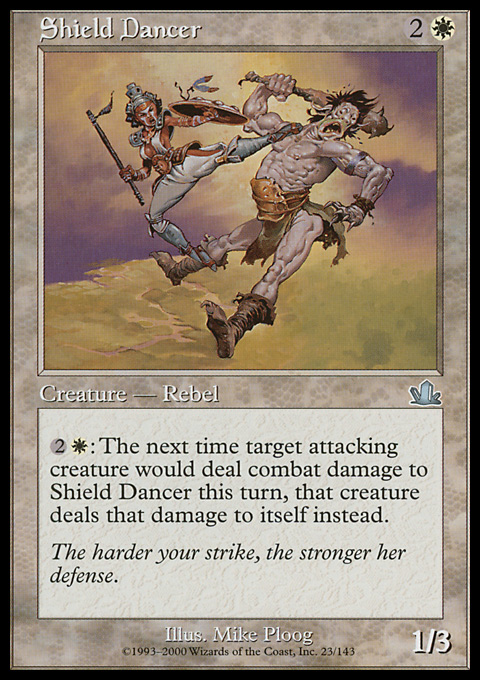 Shield Dancer 2
Creature — Rebel
2 : The next time target attacking
creature would deal combat damage to
Shield Dancer this turn, that creature
deals that damage to itself instead.
The harder your strike, the stronger her
defense.
Illus. Mike Ploog
©1993–2000 Wizards of the Coast, Inc. 23/143
1/3